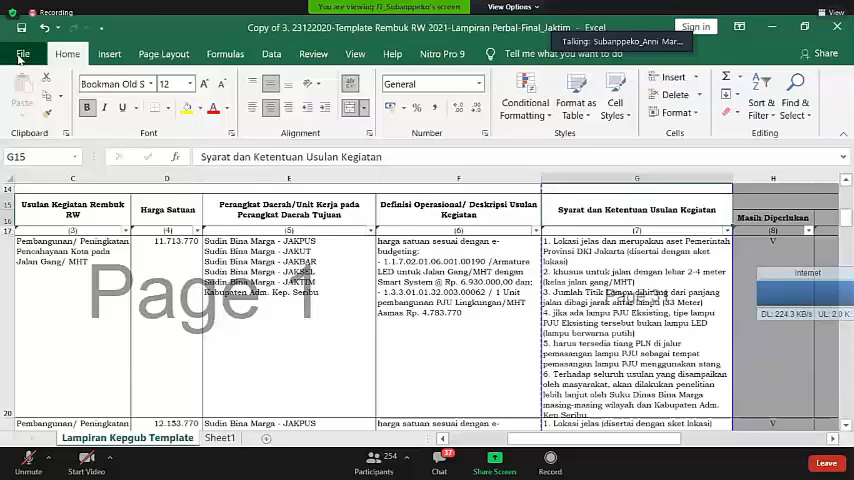 Recording
You are viewing JT_Subanppeko's screen
View Options
View
Copy of 3. 23122020-Template Rembuk RW 2021-Lampiran Perbal-Final_Jaktim - Excel
Sign in
Talking: Subanppeko_Anni Mar...
File Home Insert Page Layout Formulas Data Review View Help Nitro Pro 9 Tell me what you want to do Share
Paste
Bookman Old S 12
General
Conditional Formatting
Format as Table
Cell Styles
Insert
Delete
Format
Sort & Filter
Find & Select
Clipboard Font Alignment Number Styles Cells Editing
G15 Syarat dan Ketentuan Usulan Kegiatan
C D E F G H
14
15
16
17
20
Usulan Kegiatan Rembuk RW
Harga Satuan
Perangkat Daerah/Unit Kerja pada Perangkat Daerah Tujuan
Definisi Operasional/ Deskripsi Usulan Kegiatan
Syarat dan Ketentuan Usulan Kegiatan
Masih Diperlukan
(3) (4) (5) (6) (7) (8)
Pembangunan/ Peningkatan
Pencahayaan Kota pada
Jalan Gang/ MHT
11.713.770
Sudin Bina Marga - JAKPUS
Sudin Bina Marga - JAKUT
Sudin Bina Marga - JAKBAR
Sudin Bina Marga - JAKSEL
Sudin Bina Marga - JAKTIM
Kabupaten Adm. Kep. Seribu
harga satuan sesuai dengan e-
budgeting:
- 1.1.7.02.01.06.001.00190 /Armature
LED untuk Jalan Gang/MHT dengan
Smart System @ Rp. 6.930.000,00 dan;
- 1.3.3.01.01.32.003.00062 / 1 Unit
pembangunan PJU Lingkungan/MHT
Asmas Rp. 4.783.770
1. Lokasi jelas dan merupakan aset Pemerintah
Provinsi DKI Jakarta (disertai dengan sket
lokasi)
2. khusus untuk jalan dengan lebar 2-4 meter
(kelas jalan gang/MHT)
3. Jumlah Titik Lampu dihitung dari panjang
jalan dibagi jarak antar lampu (33 Meter)
4. jika ada lampu PJU Eksisting, tipe lampu
PJU Eksisting tersebut bukan lampu LED
(lampu berwarna putih)
5. harus tersedia tiang PLN di jalur
pemasangan lampu PJU sebagai tempat
pemasangan lampu PJU menggunakan stang
6. Terhadap seluruh usulan yang disampaikan
oleh masyarakat, akan dilakukan penelitian
lebih lanjut oleh Suku Dinas Bina Marga
masing-masing wilayah dan Kabupaten Adm.
Kep Seribu
V
Page 1
Internet
DL: 224.3 KB/s UL: 2.0 K
Pembangunan/ Peningkatan
12.153.770
Sudin Bina Marga - JAKPUS
harga satuan sesuai dengan e-
1. Lokasi jelas (disertai dengan sket lokasi)
V
Lampiran Kepgub Template
Sheet1
Unmute
Start Video
254
Participants
37
Chat
Share Screen
Record
Leave